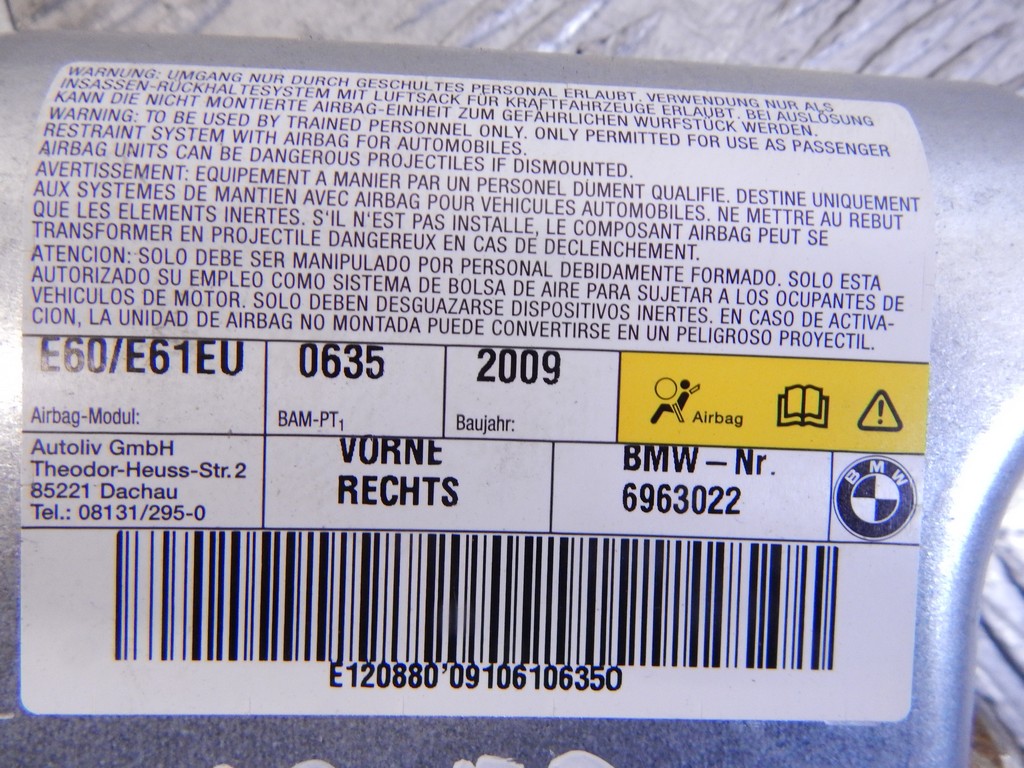 WARNUNG: UMGANG NUR DURCH GESCHULTES PERSONAL ERLAUBT. VERWENDUNG NUR ALS
INSASSEN-RÜCKHALTESYSTEM MIT LUFTSACK FÜR KRAFTFAHRZEUGE ERLAUBT. BEI AUSLÖSUNG
KANN DIE NICHT MONTIERTE AIRBAG-EINHEIT ZUM GEFÄHRLICHEN WURFSTÜCK WERDEN.
WARNING: TO BE USED BY TRAINED PERSONNEL ONLY. ONLY PERMITTED FOR USE AS PASSENGER
RESTRAINT SYSTEM WITH AIRBAG FOR AUTOMOBILES.
AIRBAG UNITS CAN BE DANGEROUS PROJECTILES IF DISMOUNTED.
AVERTISSEMENT: EQUIPEMENT A MANIER PAR UN PERSONEL DÛMENT QUALIFIE. DESTINE UNIQUEMENT
AUX SYSTEMES DE MANTIEN AVEC AIRBAG POUR VEHICULES AUTOMOBILES. NE METTRE AU REBUT
QUE LES ELEMENTS INERTES. S'IL N'EST PAS INSTALLE, LE COMPOSANT AIRBAG PEUT SE
TRANSFORMER EN PROJECTILE DANGEREUX EN CAS DE DECLENCHEMENT.
ATENCION: SOLO DEBE SER MANIPULADO POR PERSONAL DEBIDAMENTE FORMADO. SOLO ESTA
AUTORIZADO SU EMPLEO COMO SISTEMA DE BOLSA DE AIRE PARA SUJETAR A LOS OCUPANTES DE
VEHICULOS DE MOTOR. SOLO DEBEN DESGUAZARSE DISPOSITIVOS INERTES. EN CASO DE ACTIVA-
CION, LA UNIDAD DE AIRBAG NO MONTADA PUEDE CONVERTIRSE EN UN PELIGROSO PROYECTIL.
E60/E61EU 0635 2009
Airbag-Modul: BAM-PT1 Baujahr: Airbag
Autoliv GmbH
Theodor-Heuss-Str. 2
85221 Dachau
Tel.: 08131/295-0
VORNE
RECHTS
BMW – Nr.
6963022
BMW
E120880'09106106350